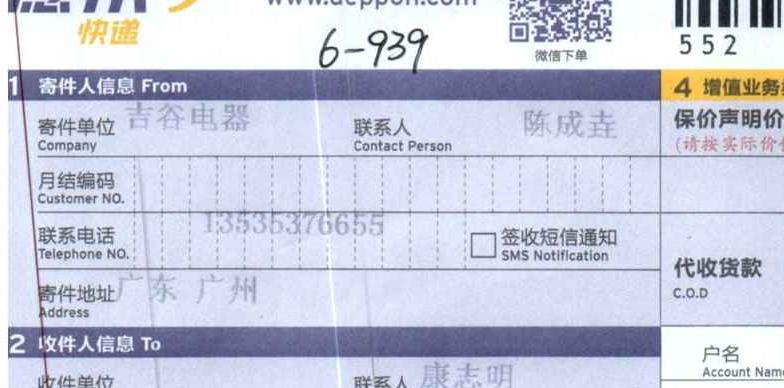 www.deppon.com
快递
6-939
微信下单
552
1 寄件人信息 From
4 增值业务
寄件单位 吉谷电器 联系人 陈成垚
Company Contact Person
保价声明价
(请按实际价
月结编码
Customer NO.
联系电话 13535376655 签收短信通知
Telephone NO. SMS Notification
代收货款
C.O.D
寄件地址 广东 广州
Address
2 收件人信息 To
户名
Account Name
收件单位 联系人 康志明